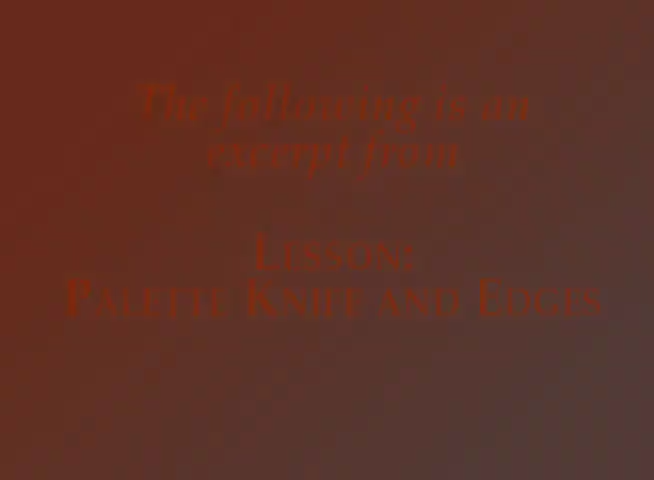 The following is an
excerpt from
LESSON:
PALETTE KNIFE AND EDGES